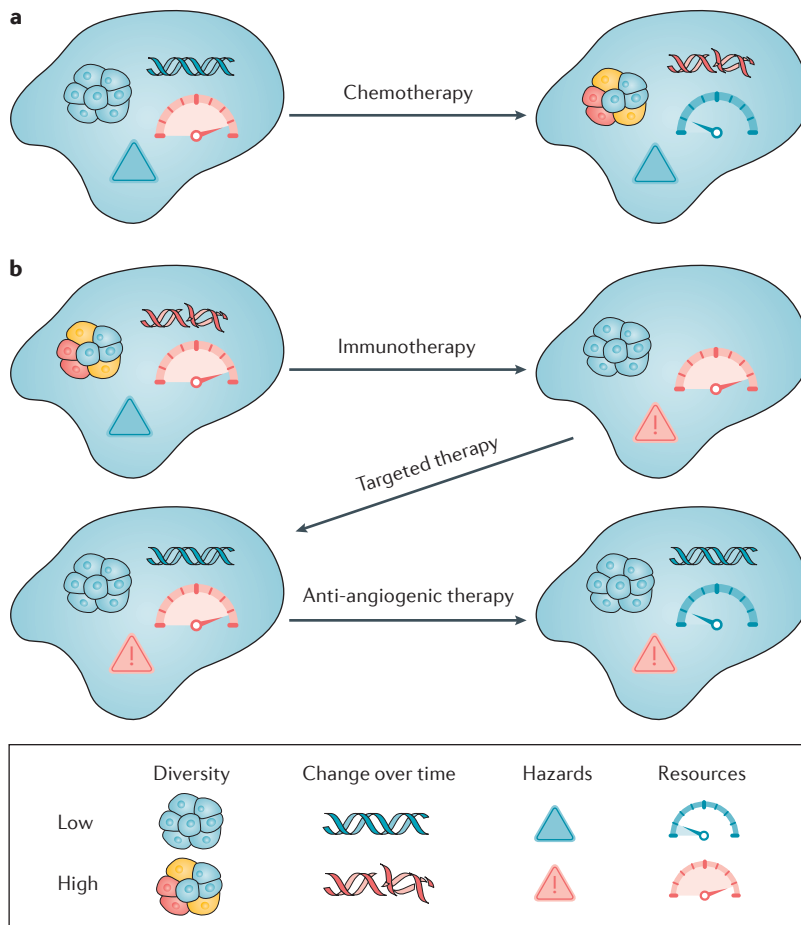 a
Chemotherapy
b
Immunotherapy
Targeted therapy
Anti-angiogenic therapy
Diversity Change over time Hazards Resources
Low
High